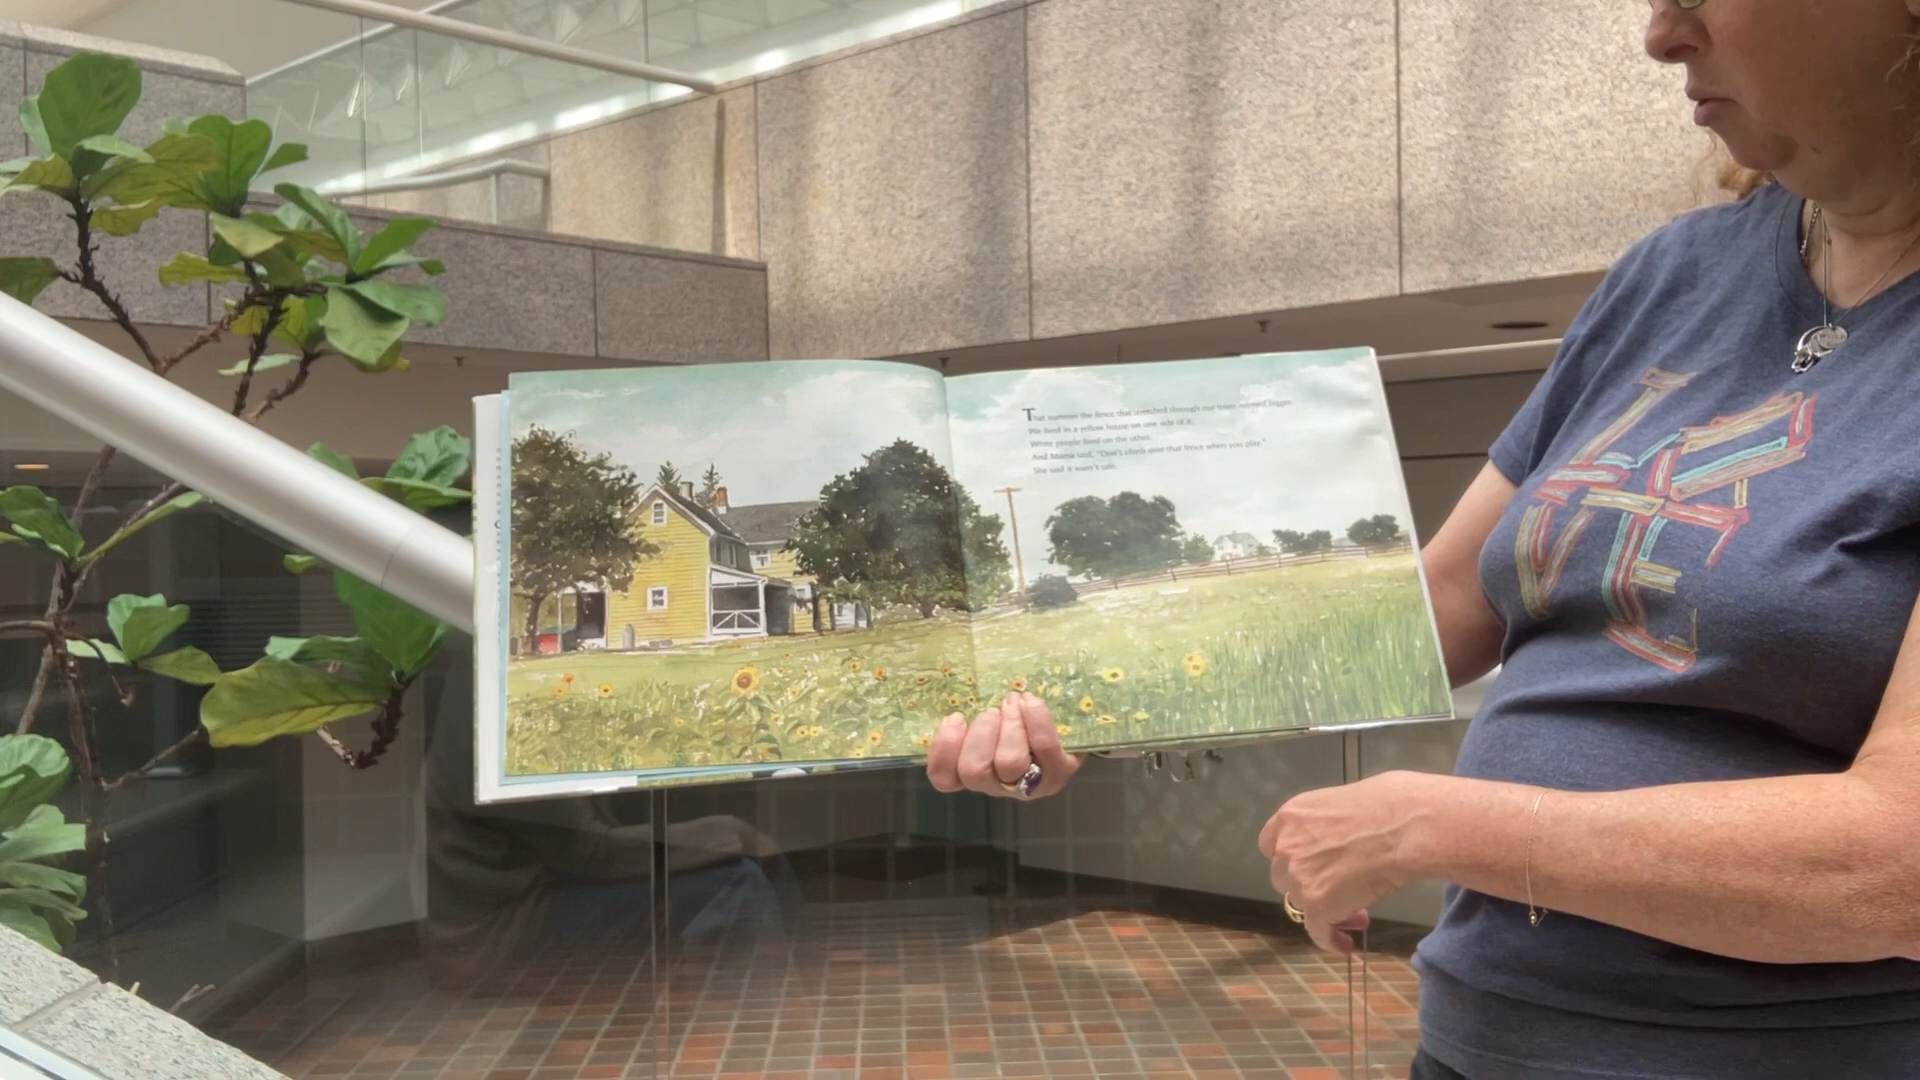 That summer the fence that stretched through our town seemed bigger.
We lived in a yellow house on one side of it.
White people lived on the other.
And Mama said, "Don't climb over that fence when you play."
She said it wasn't safe.
LOVE